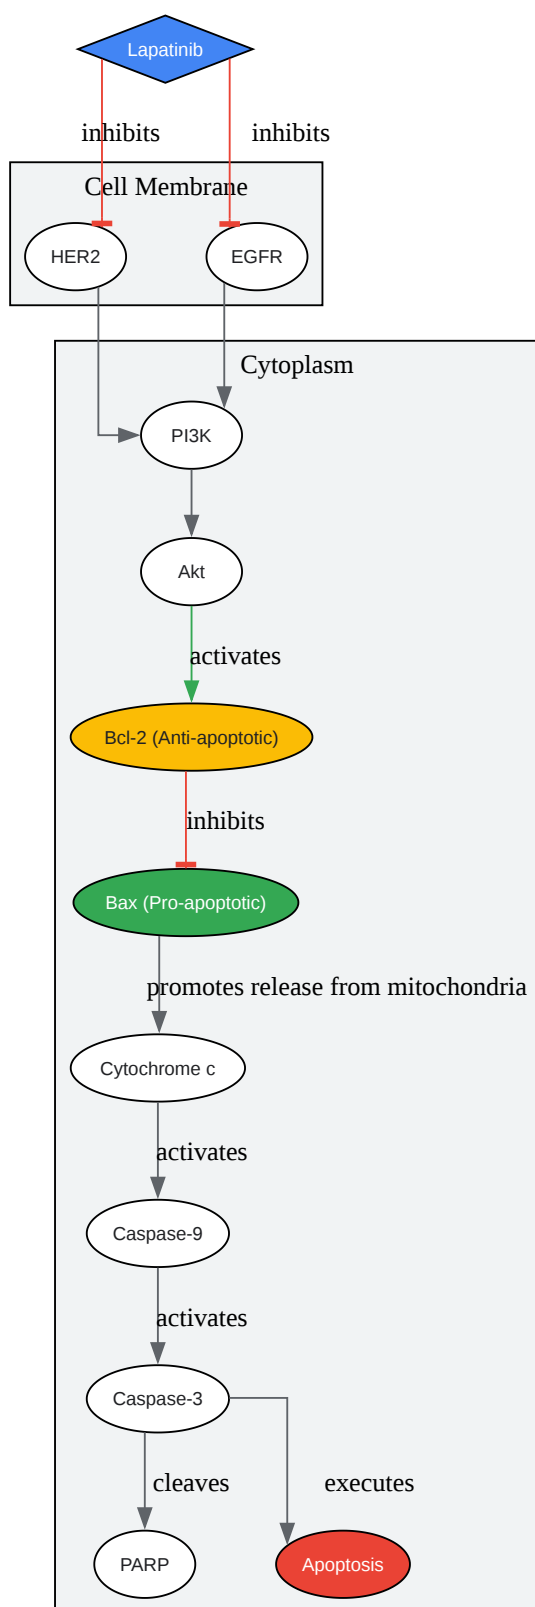 Lapatinib
inhibits
inhibits
Cell Membrane
HER2
EGFR
Cytoplasm
PI3K
Akt
activates
Bcl-2 (Anti-apoptotic)
inhibits
Bax (Pro-apoptotic)
promotes release from mitochondria
Cytochrome c
activates
Caspase-9
activates
Caspase-3
cleaves
executes
PARP
Apoptosis